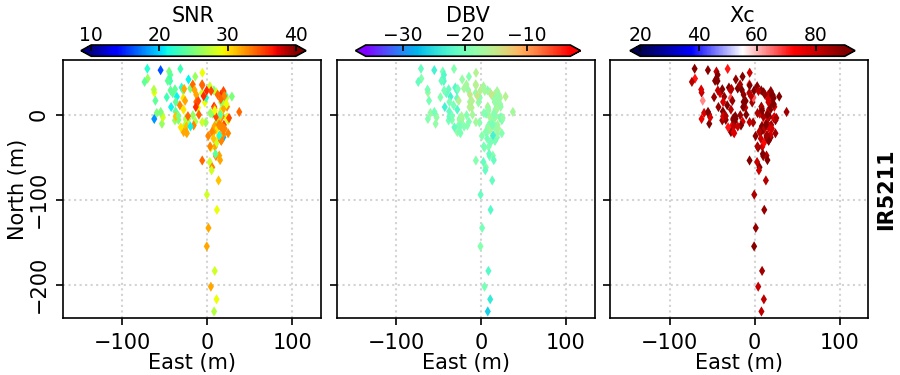 SNR DBV Xc
10 20 30 40 −30 −20 −10 20 40 60 80
North (m)
0
−100
−200
IR5211
−100 0 100 −100 0 100 −100 0 100
East (m) East (m) East (m)